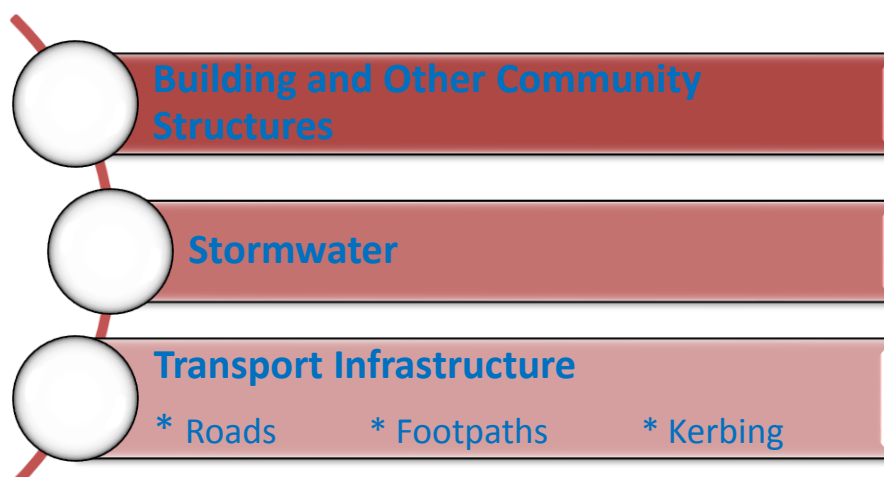 Building and Other Community
Structures
Stormwater
Transport Infrastructure
* Roads * Footpaths * Kerbing